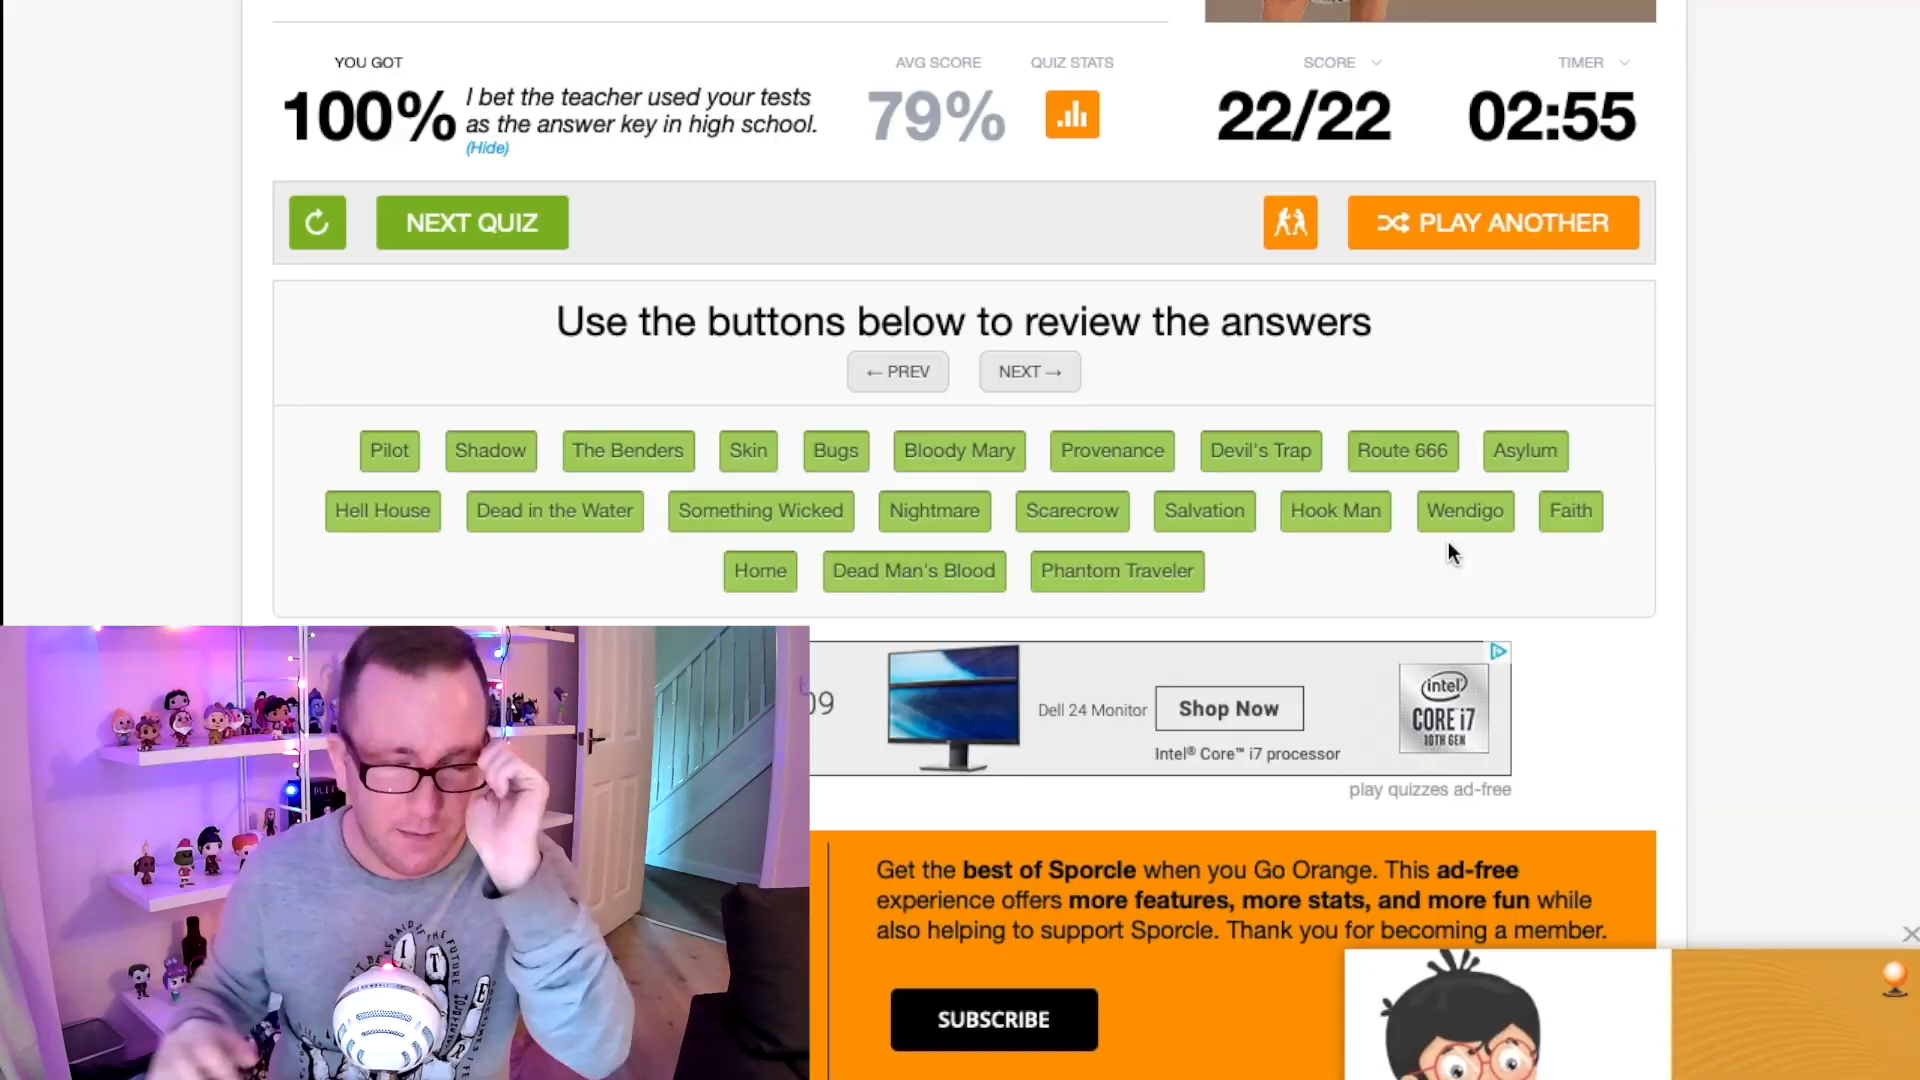 YOU GOT
100%
I bet the teacher used your tests
as the answer key in high school.
(Hide)
AVG SCORE
79%
QUIZ STATS
SCORE
22/22
TIMER
02:55
NEXT QUIZ
PLAY ANOTHER
Use the buttons below to review the answers
← PREV
NEXT →
Pilot
Shadow
The Benders
Skin
Bugs
Bloody Mary
Provenance
Devil's Trap
Route 666
Asylum
Hell House
Dead in the Water
Something Wicked
Nightmare
Scarecrow
Salvation
Hook Man
Wendigo
Faith
Home
Dead Man's Blood
Phantom Traveler
09
Dell 24 Monitor
Shop Now
Intel® Core™ i7 processor
intel
CORE i7
10TH GEN
play quizzes ad-free
Get the best of Sporcle when you Go Orange. This ad-free
experience offers more features, more stats, and more fun while
also helping to support Sporcle. Thank you for becoming a member.
SUBSCRIBE